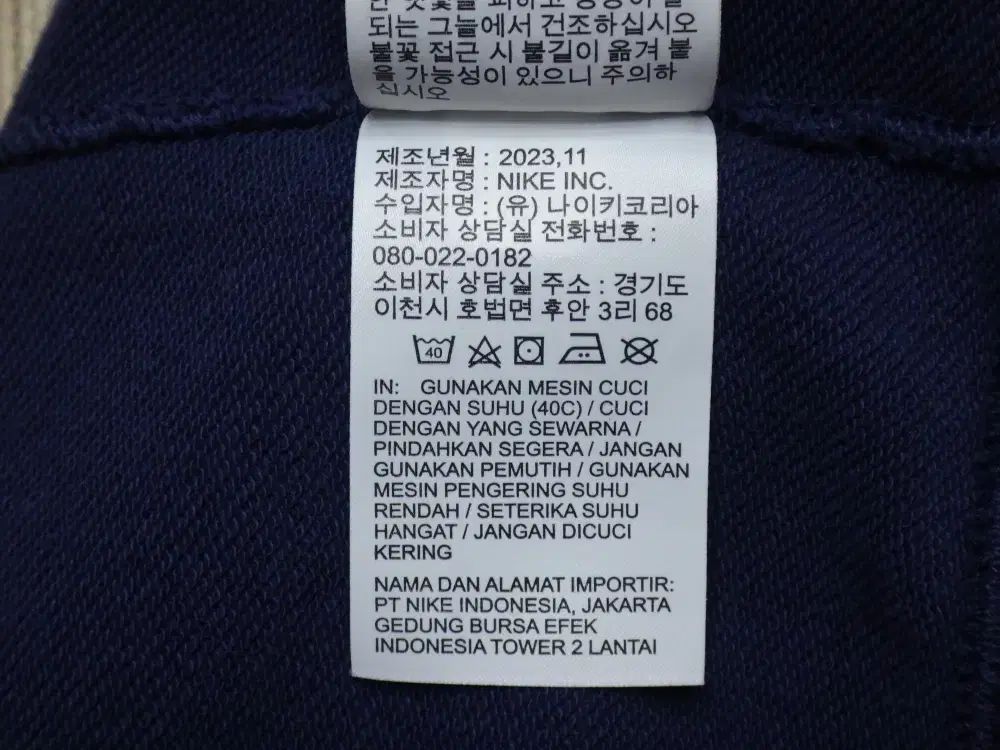 되는 그늘에서 건조하십시오
불꽃 접근 시 불길이 옮겨 붙
을 가능성이 있으니 주의하
십시오
제조년월 : 2023,11
제조자명 : NIKE INC.
수입자명 : (유) 나이키코리아
소비자 상담실 전화번호 :
080-022-0182
소비자 상담실 주소 : 경기도
이천시 호법면 후안 3리 68
40
IN: GUNAKAN MESIN CUCI
DENGAN SUHU (40C) / CUCI
DENGAN YANG SEWARNA /
PINDAHKAN SEGERA / JANGAN
GUNAKAN PEMUTIH / GUNAKAN
MESIN PENGERING SUHU
RENDAH / SETERIKA SUHU
HANGAT / JANGAN DICUCI
KERING
NAMA DAN ALAMAT IMPORTIR:
PT NIKE INDONESIA, JAKARTA
GEDUNG BURSA EFEK
INDONESIA TOWER 2 LANTAI